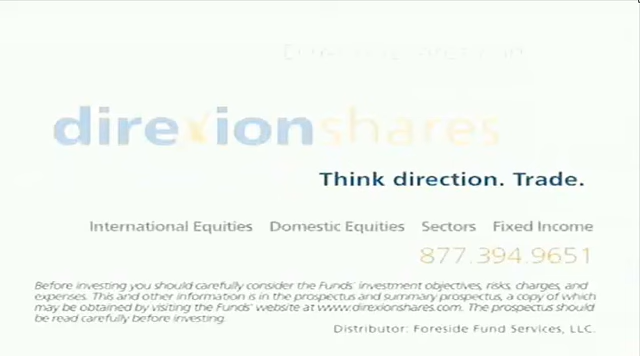 direxionshares
Think direction. Trade.
International Equities Domestic Equities Sectors Fixed Income
877.394.9651
Before investing you should carefully consider the Funds' investment objectives, risks, charges, and
expenses. This and other information is in the prospectus and summary prospectus, a copy of which
may be obtained by visiting the Funds' website at www.direxionshares.com. The prospectus should
be read carefully before investing.
Distributor: Foreside Fund Services, LLC.